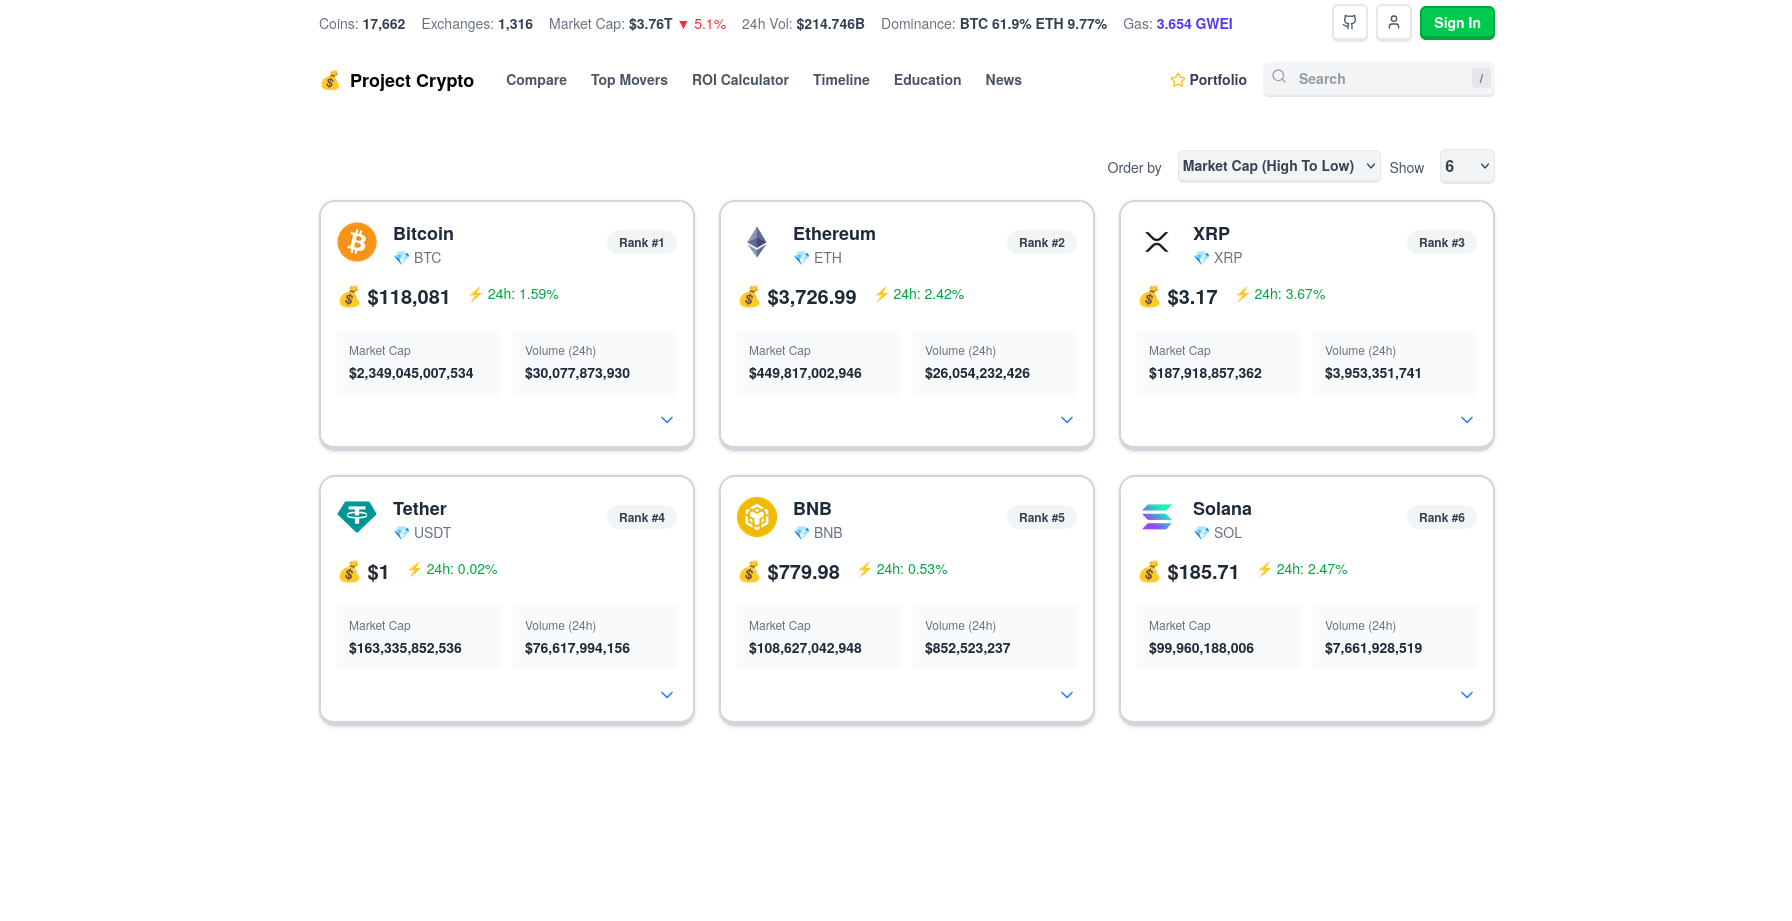 Coins: 17,662 Exchanges: 1,316 Market Cap: $3.76T ▼ 5.1% 24h Vol: $214.746B Dominance: BTC 61.9% ETH 9.77% Gas: 3.654 GWEI Sign In
Project Crypto Compare Top Movers ROI Calculator Timeline Education News Portfolio Search /
Order by Market Cap (High To Low) Show 6
Bitcoin
BTC
Rank #1
$118,081 24h: 1.59%
Market Cap
$2,349,045,007,534
Volume (24h)
$30,077,873,930
Ethereum
ETH
Rank #2
$3,726.99 24h: 2.42%
Market Cap
$449,817,002,946
Volume (24h)
$26,054,232,426
XRP
XRP
Rank #3
$3.17 24h: 3.67%
Market Cap
$187,918,857,362
Volume (24h)
$3,953,351,741
Tether
USDT
Rank #4
$1 24h: 0.02%
Market Cap
$163,335,852,536
Volume (24h)
$76,617,994,156
BNB
BNB
Rank #5
$779.98 24h: 0.53%
Market Cap
$108,627,042,948
Volume (24h)
$852,523,237
Solana
SOL
Rank #6
$185.71 24h: 2.47%
Market Cap
$99,960,188,006
Volume (24h)
$7,661,928,519